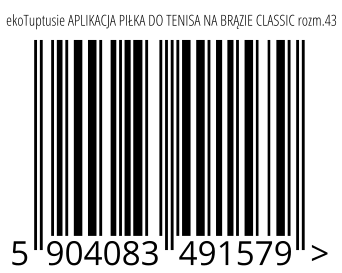 ekoTuptusie APLIKACJA PIŁKA DO TENISA NA BRĄZIE CLASSIC rozm.43
5 904083 491579 >